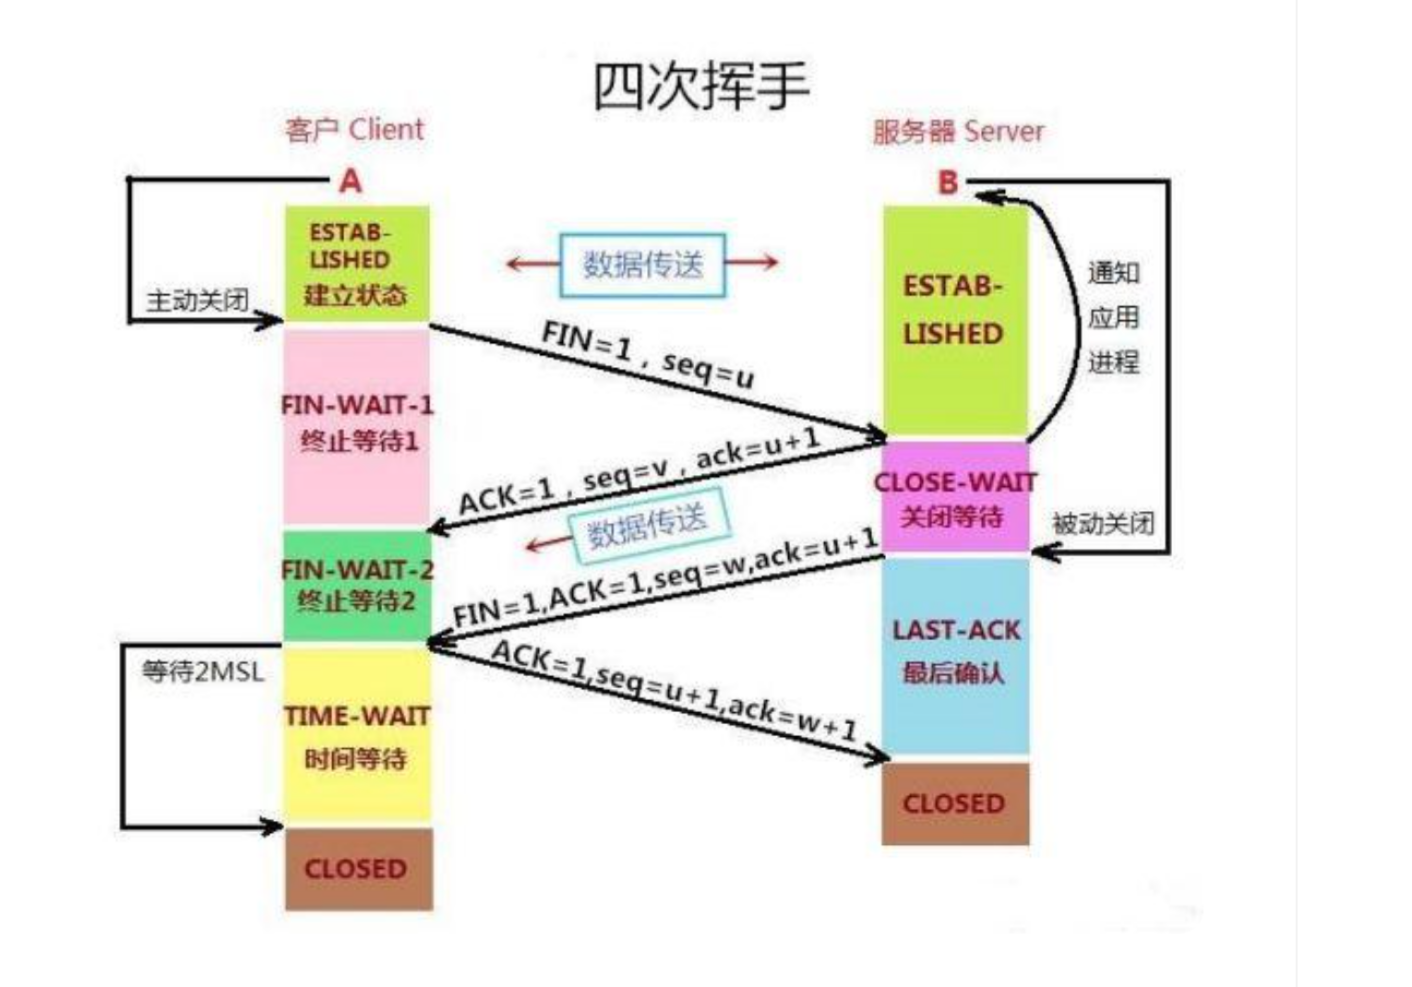 四次挥手
客户 Client
服务器 Server
A
B
ESTAB-
LISHED
建立状态
主动关闭
数据传送
ESTAB-
LISHED
通知
应用
进程
FIN=1，seq=u
FIN-WAIT-1
终止等待1
ACK=1，seq=v，ack=u+1
CLOSE-WAIT
关闭等待
被动关闭
数据传送
FIN-WAIT-2
终止等待2
FIN=1,ACK=1,seq=w,ack=u+1
LAST-ACK
最后确认
等待2MSL
ACK=1,seq=u+1,ack=w+1
TIME-WAIT
时间等待
CLOSED
CLOSED